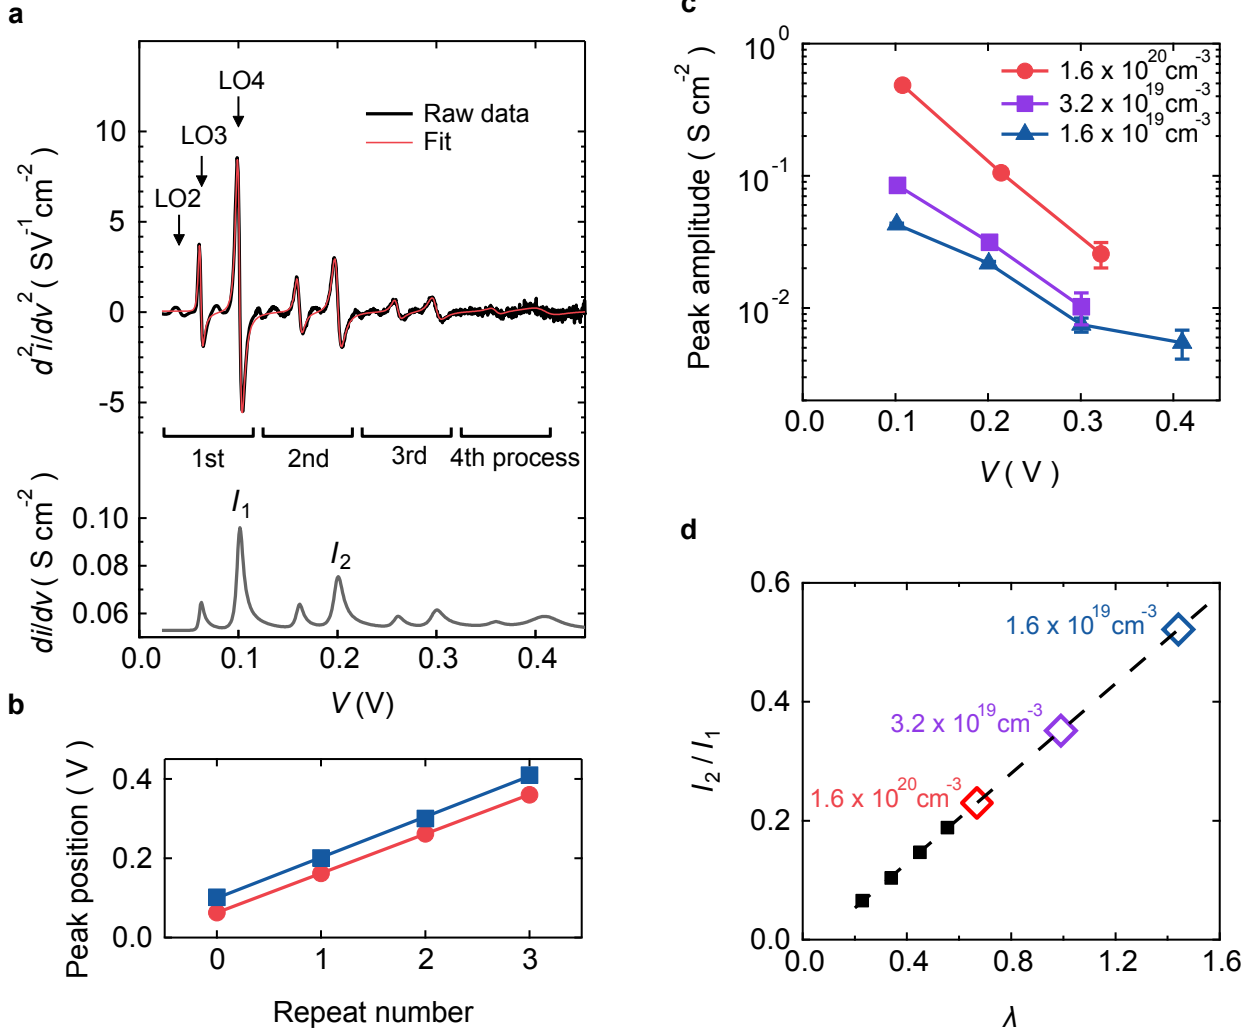 a
LO4
LO3
LO2
Raw data
Fit
d²I/dv² ( SV⁻¹cm⁻² )
10
5
0
-5
1st
2nd
3rd
4th process
di/dv ( S cm⁻² )
0.10
0.08
0.06
I₁
I₂
0.0
0.1
0.2
0.3
0.4
V (V)
b
Peak position ( V )
0.4
0.2
0.0
0
1
2
3
Repeat number
c
Peak amplitude ( S cm⁻² )
10⁰
10⁻¹
10⁻²
1.6 x 10²⁰cm⁻³
3.2 x 10¹⁹cm⁻³
1.6 x 10¹⁹cm⁻³
0.0
0.1
0.2
0.3
0.4
V ( V )
d
I₂ / I₁
0.6
0.4
0.2
0.0
1.6 x 10¹⁹cm⁻³
3.2 x 10¹⁹cm⁻³
1.6 x 10²⁰cm⁻³
0.0
0.4
0.8
1.2
1.6
λ